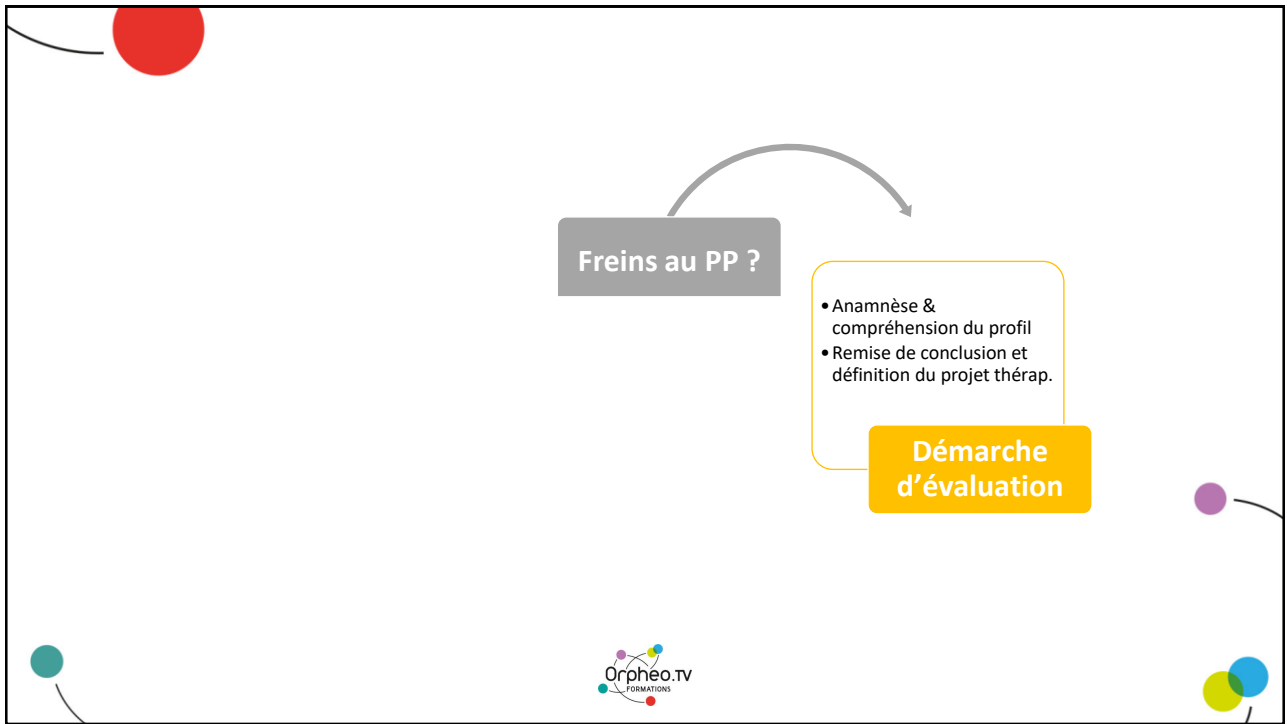 Freins au PP ?
• Anamnèse &
compréhension du profil
• Remise de conclusion et
définition du projet thérap.
Démarche
d’évaluation
Orpheo.TV
FORMATIONS